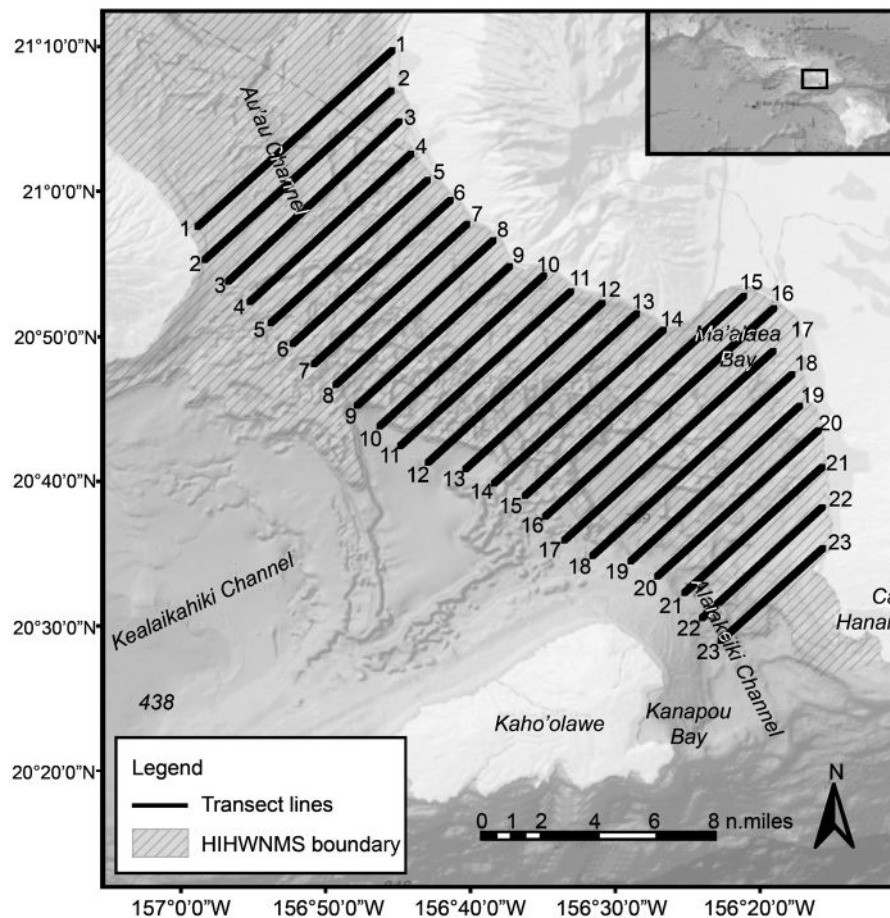 21°10'0"N
21°0'0"N
20°50'0"N
20°40'0"N
20°30'0"N
20°20'0"N
1
2
3
4
5
6
7
8
9
10
11
12
13
14
15
16
17
18
19
20
21
22
23
1
2
3
4
5
6
7
8
9
10
11
12
13
14
15
16
17
18
19
20
21
22
23
Au'au Channel
Ma'alaea
Bay
Kealaikahiki Channel
Alalakeiki Channel
438
Kaho'olawe
Kanapou
Bay
Ca
Hanam
Legend
Transect lines
HIHWNMS boundary
N
0 1 2 4 6 8 n.miles
157°0'0"W 156°50'0"W 156°40'0"W 156°30'0"W 156°20'0"W